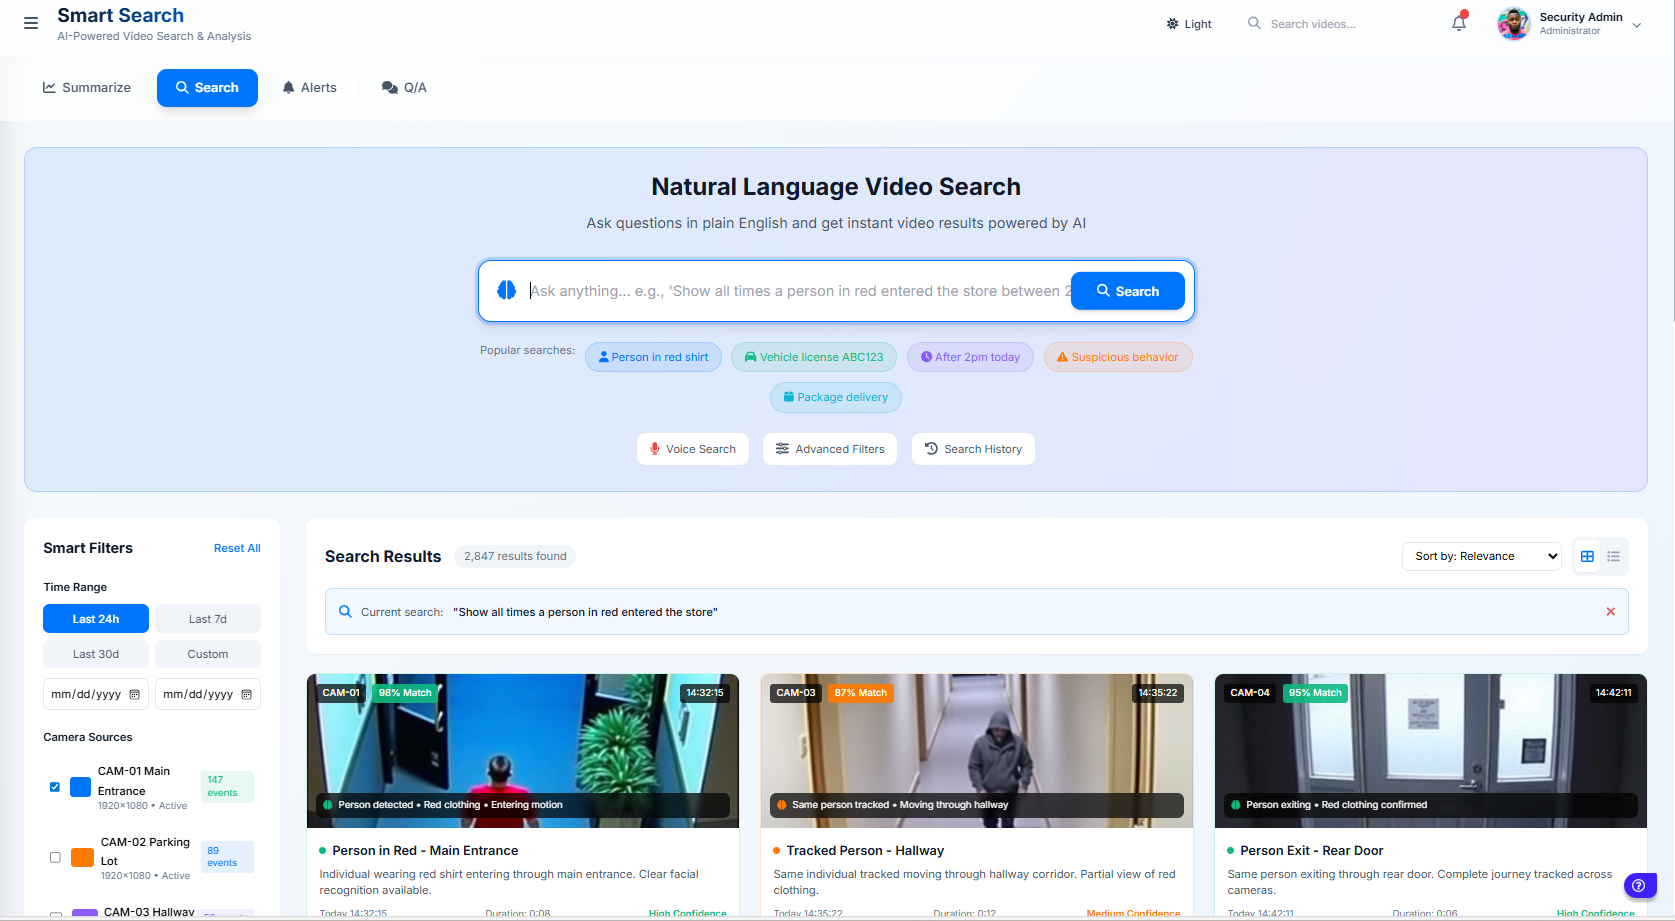 Smart Search
AI-Powered Video Search & Analysis
Light
Search videos...
Security Admin
Administrator
Summarize
Search
Alerts
Q/A
Natural Language Video Search
Ask questions in plain English and get instant video results powered by AI
Ask anything... e.g., 'Show all times a person in red entered the store between 2
Search
Popular searches:
Person in red shirt
Vehicle license ABC123
After 2pm today
Suspicious behavior
Package delivery
Voice Search
Advanced Filters
Search History
Smart Filters
Reset All
Time Range
Last 24h
Last 7d
Last 30d
Custom
mm/dd/yyyy
mm/dd/yyyy
Camera Sources
CAM-01 Main
Entrance
1920×1080 • Active
147
events
CAM-02 Parking
Lot
1920×1080 • Active
89
events
CAM-03 Hallway
Search Results
2,847 results found
Sort by: Relevance
Current search: "Show all times a person in red entered the store"
CAM-01
98% Match
14:32:15
Person detected • Red clothing • Entering motion
Person in Red - Main Entrance
Individual wearing red shirt entering through main entrance. Clear facial
recognition available.
Today 14:32:15
Duration: 0:08
High Confidence
CAM-03
87% Match
14:35:22
Same person tracked • Moving through hallway
Tracked Person - Hallway
Same individual tracked moving through hallway corridor. Partial view of red
clothing.
Today 14:35:22
Duration: 0:12
Medium Confidence
CAM-04
95% Match
14:42:11
Person exiting • Red clothing confirmed
Person Exit - Rear Door
Same person exiting through rear door. Complete journey tracked across
cameras.
Today 14:42:11
Duration: 0:06
High Confidence